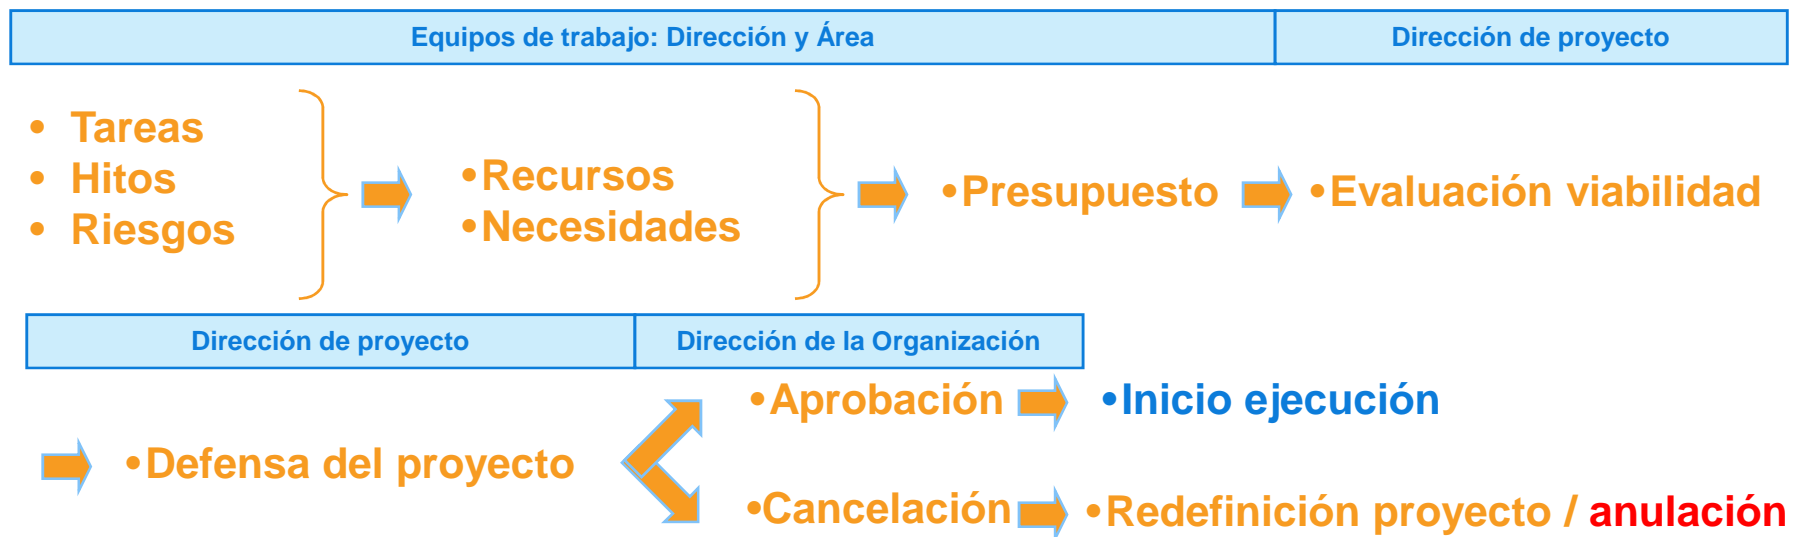 Equipos de trabajo: Dirección y Área
Dirección de proyecto
• Tareas
• Hitos
• Riesgos
•Recursos
•Necesidades
•Presupuesto
•Evaluación viabilidad
Dirección de proyecto
Dirección de la Organización
•Defensa del proyecto
•Aprobación
•Inicio ejecución
•Cancelación
•Redefinición proyecto / anulación